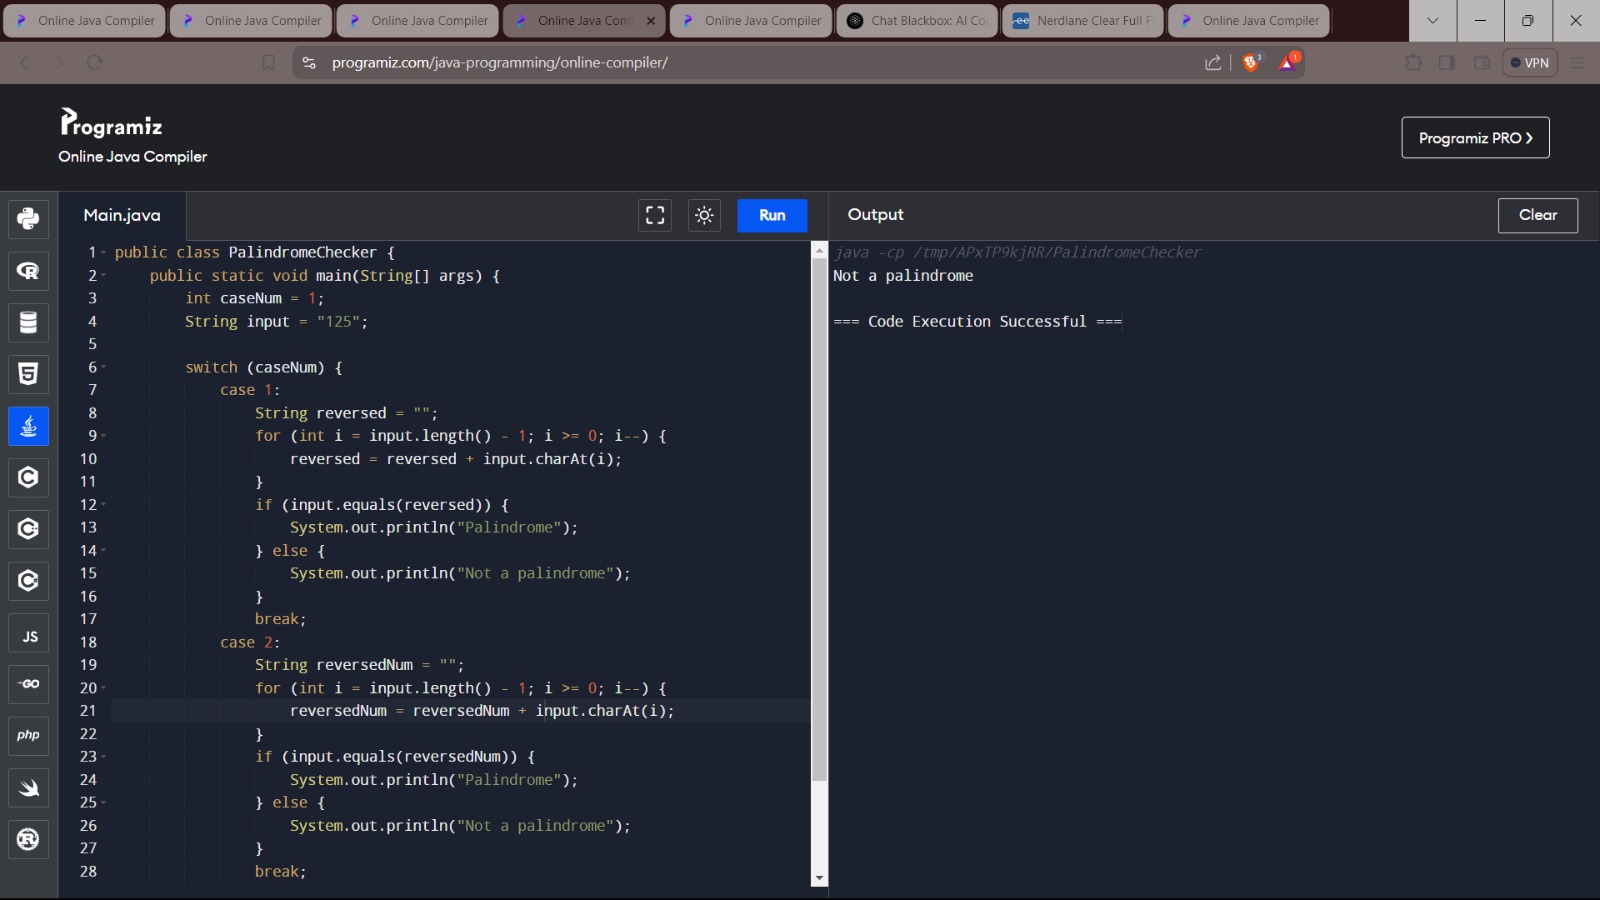 Online Java Compiler
Online Java Compiler
Online Java Compiler
Online Java Com
Online Java Compiler
Chat Blackbox: AI Co
Nerdlane Clear Full F
Online Java Compiler
programiz.com/java-programming/online-compiler/
3
1
VPN
Programiz
Online Java Compiler
Programiz PRO ❯
Main.java
Run
Output
Clear
1 public class PalindromeChecker {
2     public static void main(String[] args) {
3         int caseNum = 1;
4         String input = "125";
5
6         switch (caseNum) {
7             case 1:
8                 String reversed = "";
9                 for (int i = input.length() - 1; i >= 0; i--) {
10                     reversed = reversed + input.charAt(i);
11                 }
12                 if (input.equals(reversed)) {
13                     System.out.println("Palindrome");
14                 } else {
15                     System.out.println("Not a palindrome");
16                 }
17                 break;
18             case 2:
19                 String reversedNum = "";
20                 for (int i = input.length() - 1; i >= 0; i--) {
21                     reversedNum = reversedNum + input.charAt(i);
22                 }
23                 if (input.equals(reversedNum)) {
24                     System.out.println("Palindrome");
25                 } else {
26                     System.out.println("Not a palindrome");
27                 }
28                 break;
java -cp /tmp/APxTP9kjRR/PalindromeChecker
Not a palindrome
=== Code Execution Successful ===
R
5
C
C
C
JS
GO
php
R